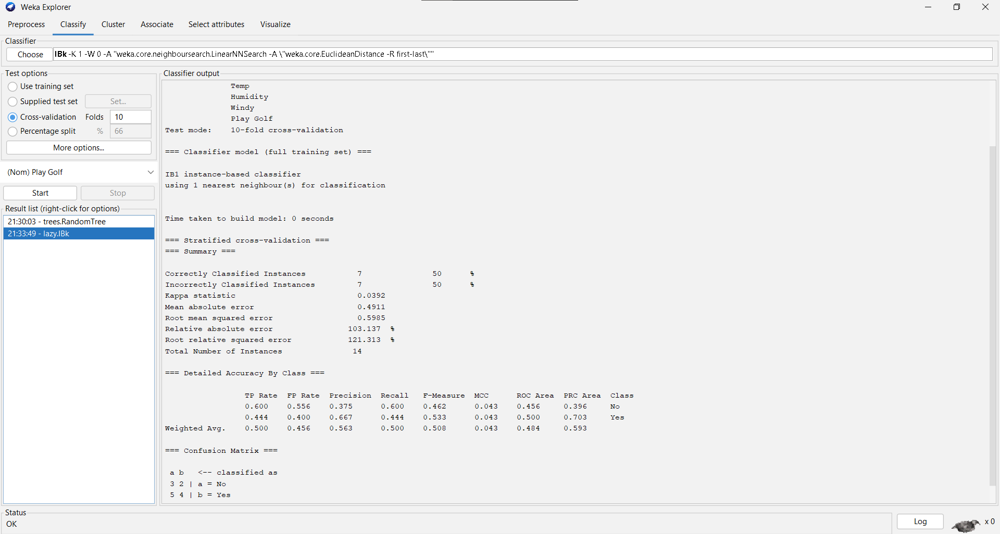 Weka Explorer
Preprocess Classify Cluster Associate Select attributes Visualize
Classifier
Choose IBk -K 1 -W 0 -A "weka.core.neighboursearch.LinearNNSearch -A \"weka.core.EuclideanDistance -R first-last\""
Test options
Use training set
Supplied test set Set...
Cross-validation Folds 10
Percentage split % 66
More options...
(Nom) Play Golf
Start Stop
Result list (right-click for options)
21:30:03 - trees.RandomTree
21:33:49 - lazy.IBk
Classifier output
Temp
Humidity
Windy
Play Golf
Test mode: 10-fold cross-validation
=== Classifier model (full training set) ===
IB1 instance-based classifier
using 1 nearest neighbour(s) for classification
Time taken to build model: 0 seconds
=== Stratified cross-validation ===
=== Summary ===
Correctly Classified Instances 7 50 %
Incorrectly Classified Instances 7 50 %
Kappa statistic 0.0392
Mean absolute error 0.4911
Root mean squared error 0.5985
Relative absolute error 103.137 %
Root relative squared error 121.313 %
Total Number of Instances 14
=== Detailed Accuracy By Class ===
TP Rate FP Rate Precision Recall F-Measure MCC ROC Area PRC Area Class
0.600 0.556 0.375 0.600 0.462 0.043 0.456 0.396 No
0.444 0.400 0.667 0.444 0.533 0.043 0.500 0.703 Yes
Weighted Avg. 0.500 0.456 0.563 0.500 0.508 0.043 0.484 0.593
=== Confusion Matrix ===
a b <-- classified as
3 2 | a = No
5 4 | b = Yes
Status
OK
Log x 0